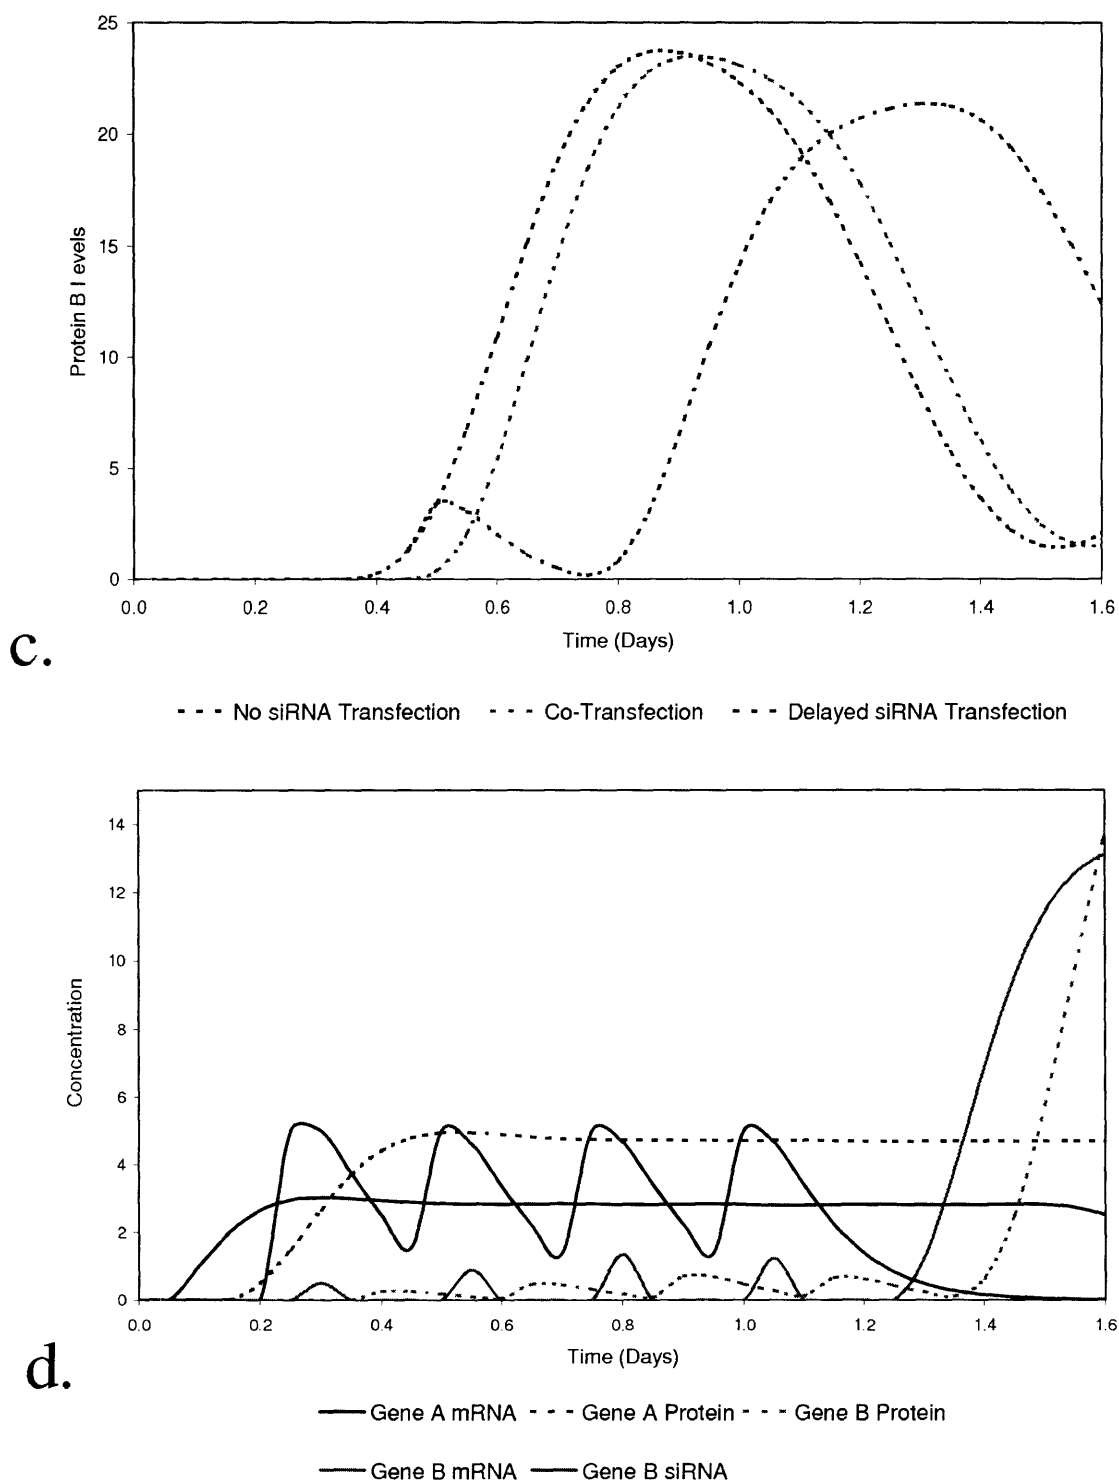 25
20
15
10
5
0
Protein B l evels
0.0 0.2 0.4 0.6 0.8 1.0 1.2 1.4 1.6
Time (Days)
c.
No siRNA Transfection Co-Transfection Delayed siRNA Transfection
14
12
10
8
6
4
2
0
Concentration
0.0 0.2 0.4 0.6 0.8 1.0 1.2 1.4 1.6
Time (Days)
d.
Gene A mRNA Gene A Protein Gene B Protein
Gene B mRNA Gene B siRNA